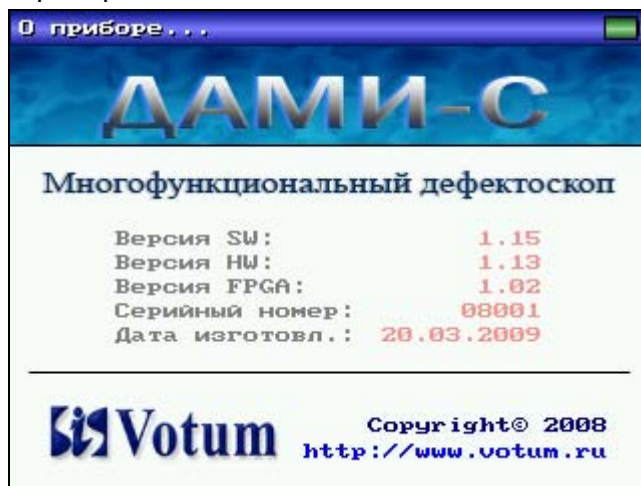 О приборе...
ДАМИ-С
Многофункциональный дефектоскоп
Версия SW: 1.15
Версия HW: 1.13
Версия FPGA: 1.02
Серийный номер: 08001
Дата изготовл.: 20.03.2009
Votum
Copyright© 2008
http://www.votum.ru